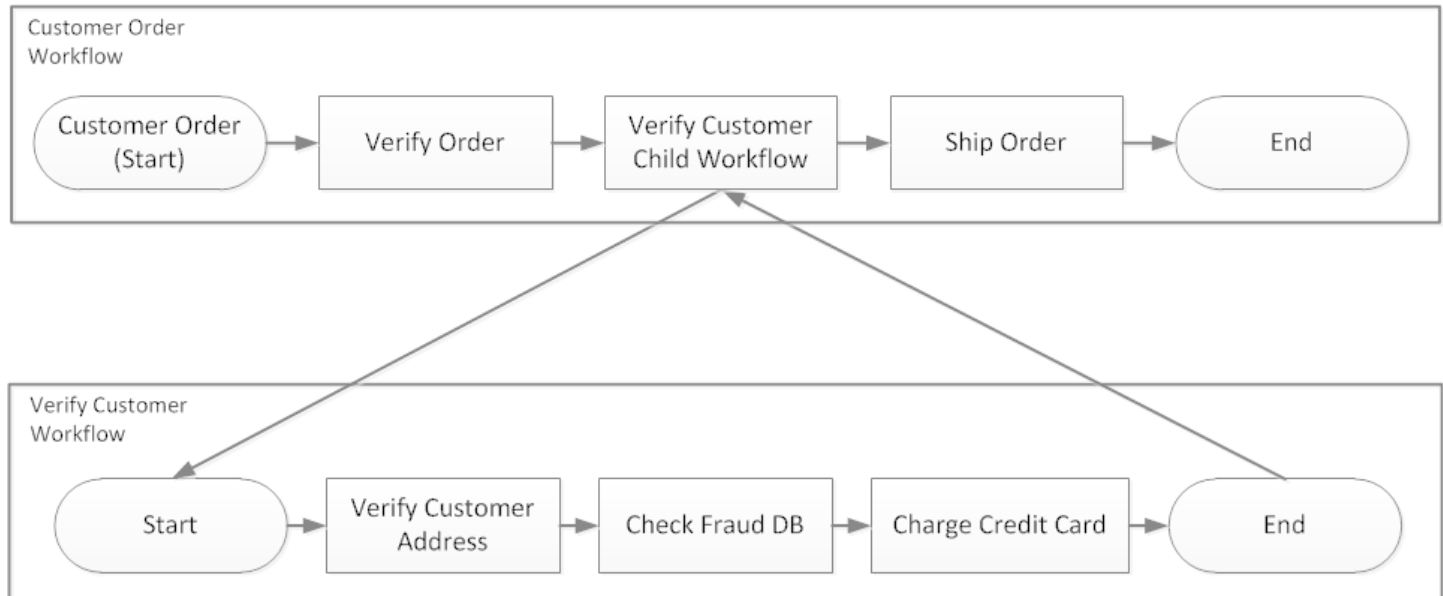 Customer Order
Workflow
Customer Order
(Start)
Verify Order
Verify Customer
Child Workflow
Ship Order
End
Verify Customer
Workflow
Start
Verify Customer
Address
Check Fraud DB
Charge Credit Card
End